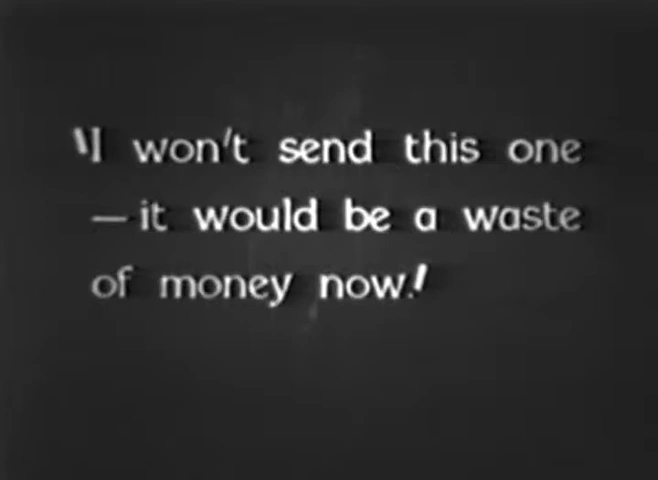 "I won't send this one
—it would be a waste
of money now."